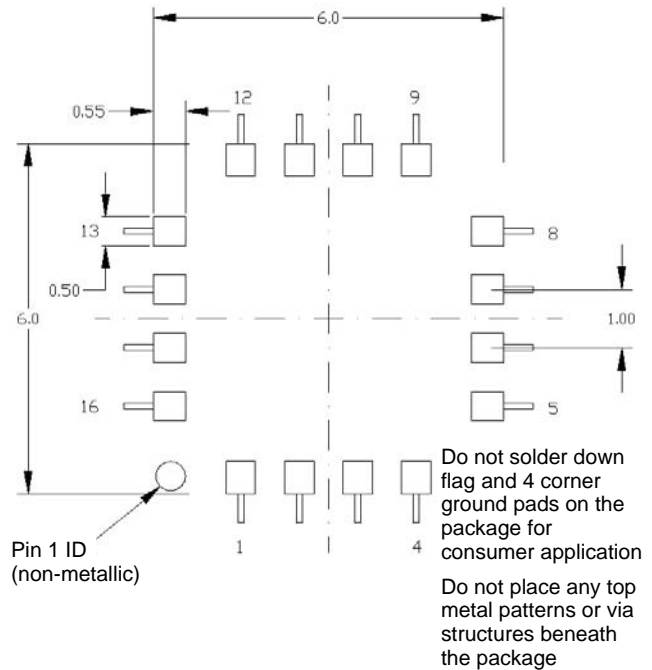 6.0
0.55
12
9
13
8
0.50
6.0
1.00
16
5
Do not solder down
flag and 4 corner
ground pads on the
package for
consumer application
Pin 1 ID
(non-metallic)
1
4
Do not place any top
metal patterns or via
structures beneath
the package